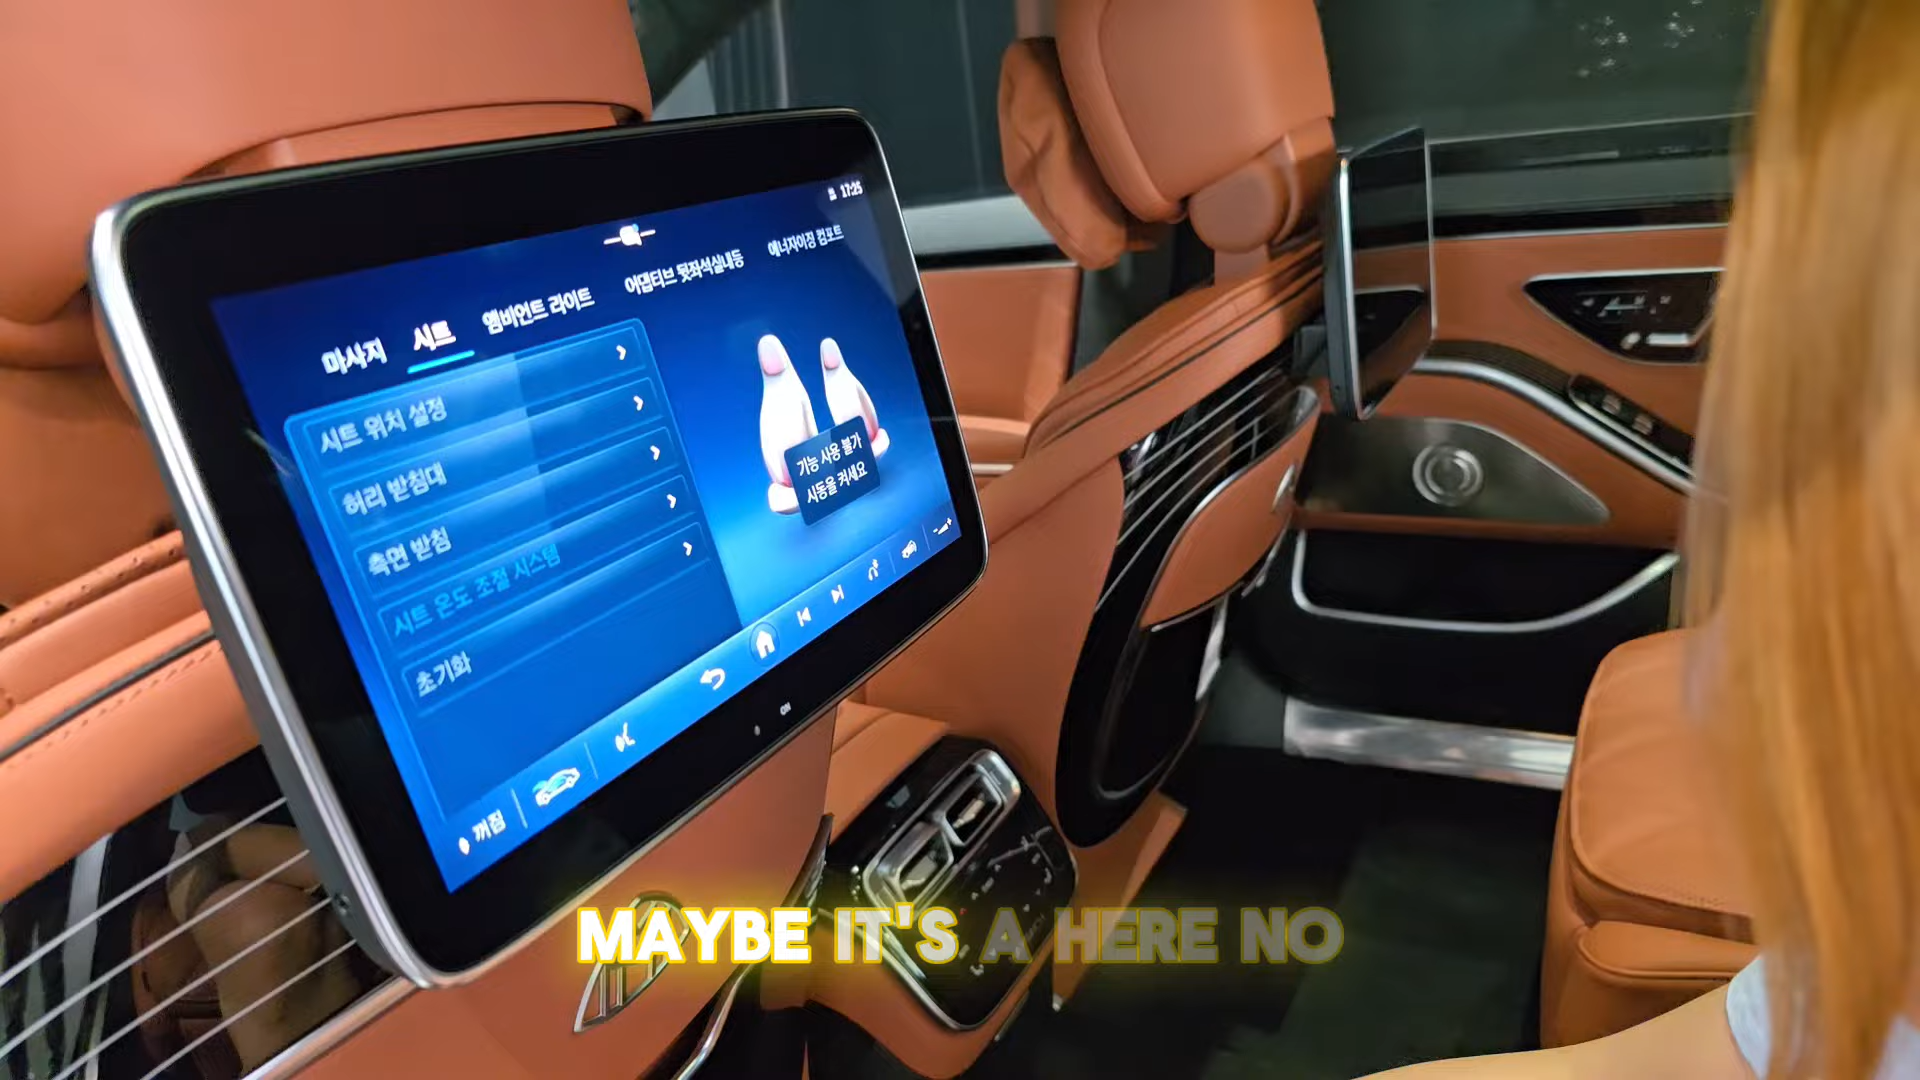 17:25
마사지 시트 앰비언트 라이트 어댑티브 뒷좌석실내등 에너자이징 컴포트
시트 위치 설정
허리 받침대
측면 받침
시트 온도 조절 시스템
초기화
기능 사용 불가
시동을 켜세요
꺼짐
ON
MAYBE IT'S A HERE NO